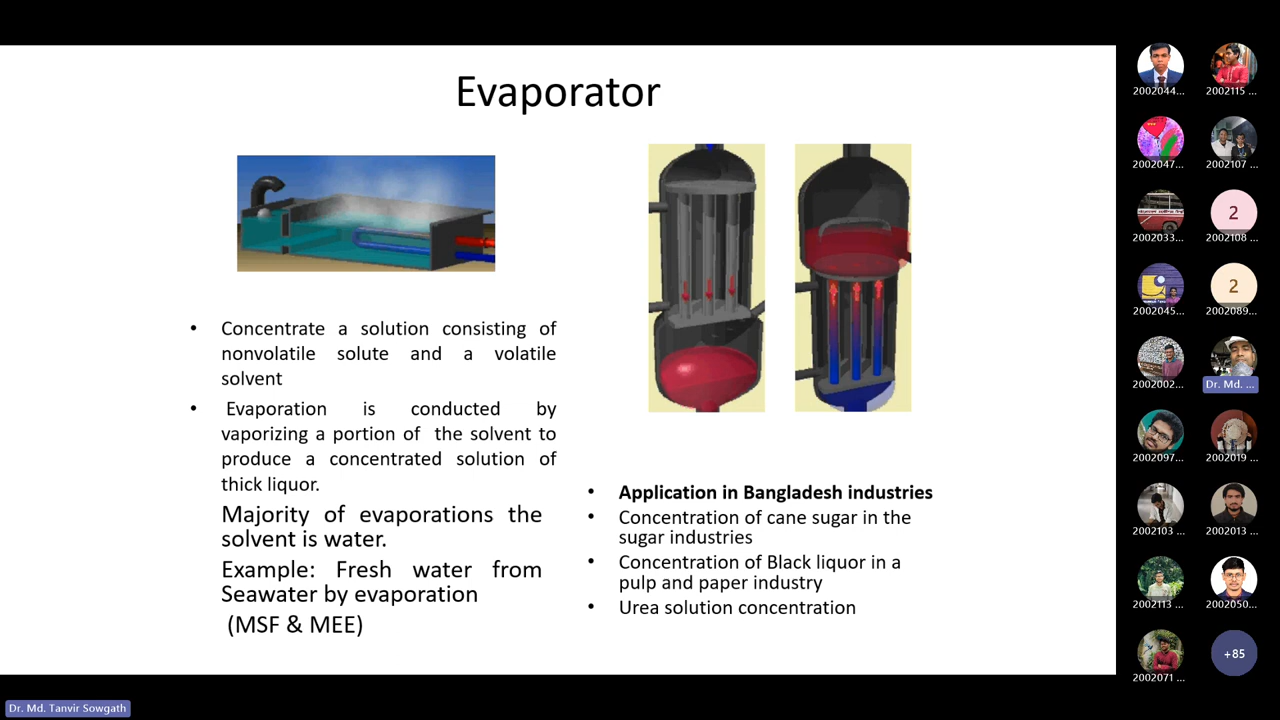 Evaporator
• Concentrate a solution consisting of
nonvolatile solute and a volatile
solvent
• Evaporation is conducted by
vaporizing a portion of the solvent to
produce a concentrated solution of
thick liquor.
Majority of evaporations the
solvent is water.
Example: Fresh water from
Seawater by evaporation
(MSF & MEE)
• Application in Bangladesh industries
• Concentration of cane sugar in the
sugar industries
• Concentration of Black liquor in a
pulp and paper industry
• Urea solution concentration
2002044...
2002115 ...
2002047...
2002107 ...
2002033...
2
2002108 ...
2002045...
2
2002089...
2002002...
Dr. Md. ...
2002097...
2002019 ...
2002103 ...
2002013 ...
2002113 ...
2002050...
2002071 ...
+85
Dr. Md. Tanvir Sowgath